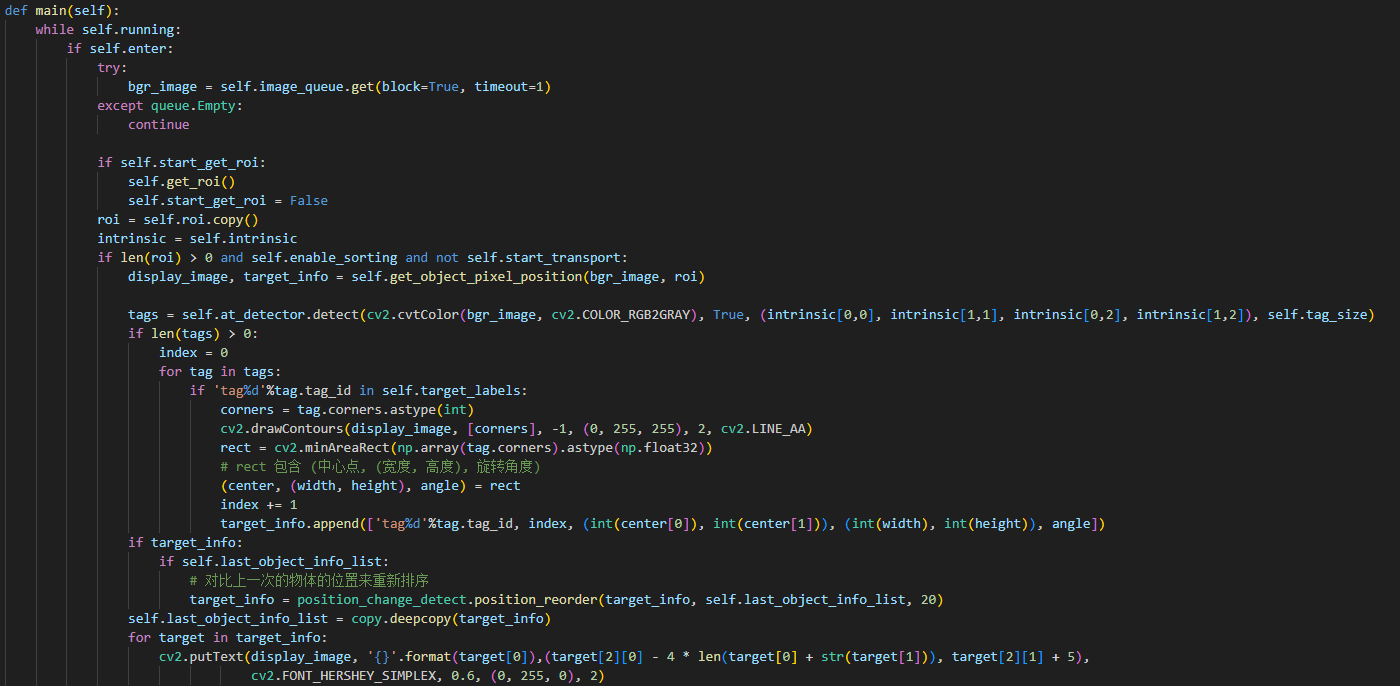 def main(self):
    while self.running:
        if self.enter:
            try:
                bgr_image = self.image_queue.get(block=True, timeout=1)
            except queue.Empty:
                continue

            if self.start_get_roi:
                self.get_roi()
                self.start_get_roi = False
            roi = self.roi.copy()
            intrinsic = self.intrinsic
            if len(roi) > 0 and self.enable_sorting and not self.start_transport:
                display_image, target_info = self.get_object_pixel_position(bgr_image, roi)

                tags = self.at_detector.detect(cv2.cvtColor(bgr_image, cv2.COLOR_RGB2GRAY), True, (intrinsic[0,0], intrinsic[1,1], intrinsic[0,2], intrinsic[1,2]), self.tag_size)
                if len(tags) > 0:
                    index = 0
                    for tag in tags:
                        if 'tag%d'%tag.tag_id in self.target_labels:
                            corners = tag.corners.astype(int)
                            cv2.drawContours(display_image, [corners], -1, (0, 255, 255), 2, cv2.LINE_AA)
                            rect = cv2.minAreaRect(np.array(tag.corners).astype(np.float32))
                            # rect 包含 (中心点, (宽度, 高度), 旋转角度)
                            (center, (width, height), angle) = rect
                            index += 1
                            target_info.append(['tag%d'%tag.tag_id, index, (int(center[0]), int(center[1])), (int(width), int(height)), angle])
                if target_info:
                    if self.last_object_info_list:
                        # 对比上一次的物体的位置来重新排序
                        target_info = position_change_detect.position_reorder(target_info, self.last_object_info_list, 20)
                self.last_object_info_list = copy.deepcopy(target_info)
                for target in target_info:
                    cv2.putText(display_image, '{}'.format(target[0]),(target[2][0] - 4 * len(target[0] + str(target[1])), target[2][1] + 5),
                                cv2.FONT_HERSHEY_SIMPLEX, 0.6, (0, 255, 0), 2)